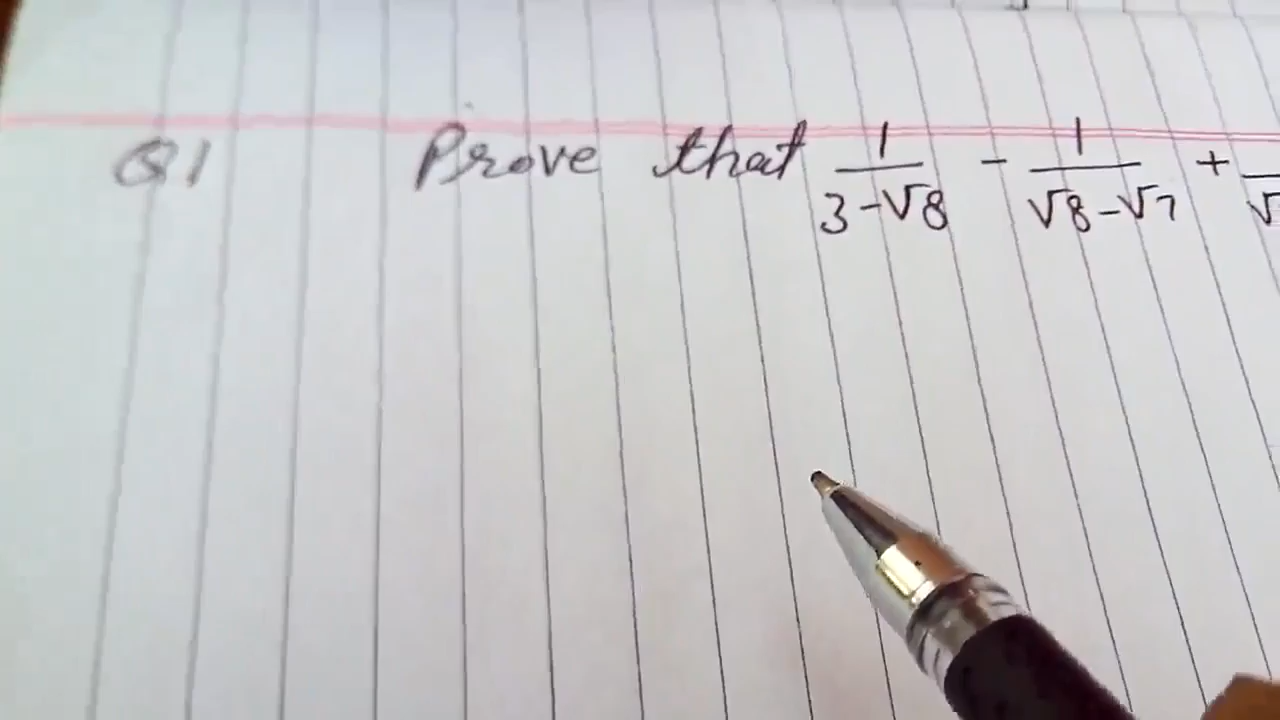 Q1 Prove that 1/(3-√8) - 1/(√8-√7) +